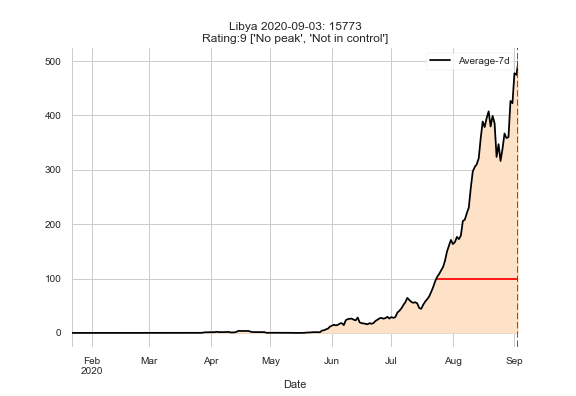 Libya 2020-09-03: 15773
Rating:9 ['No peak', 'Not in control']
Average-7d
500
400
300
200
100
0
Feb Mar Apr May Jun Jul Aug Sep
2020
Date